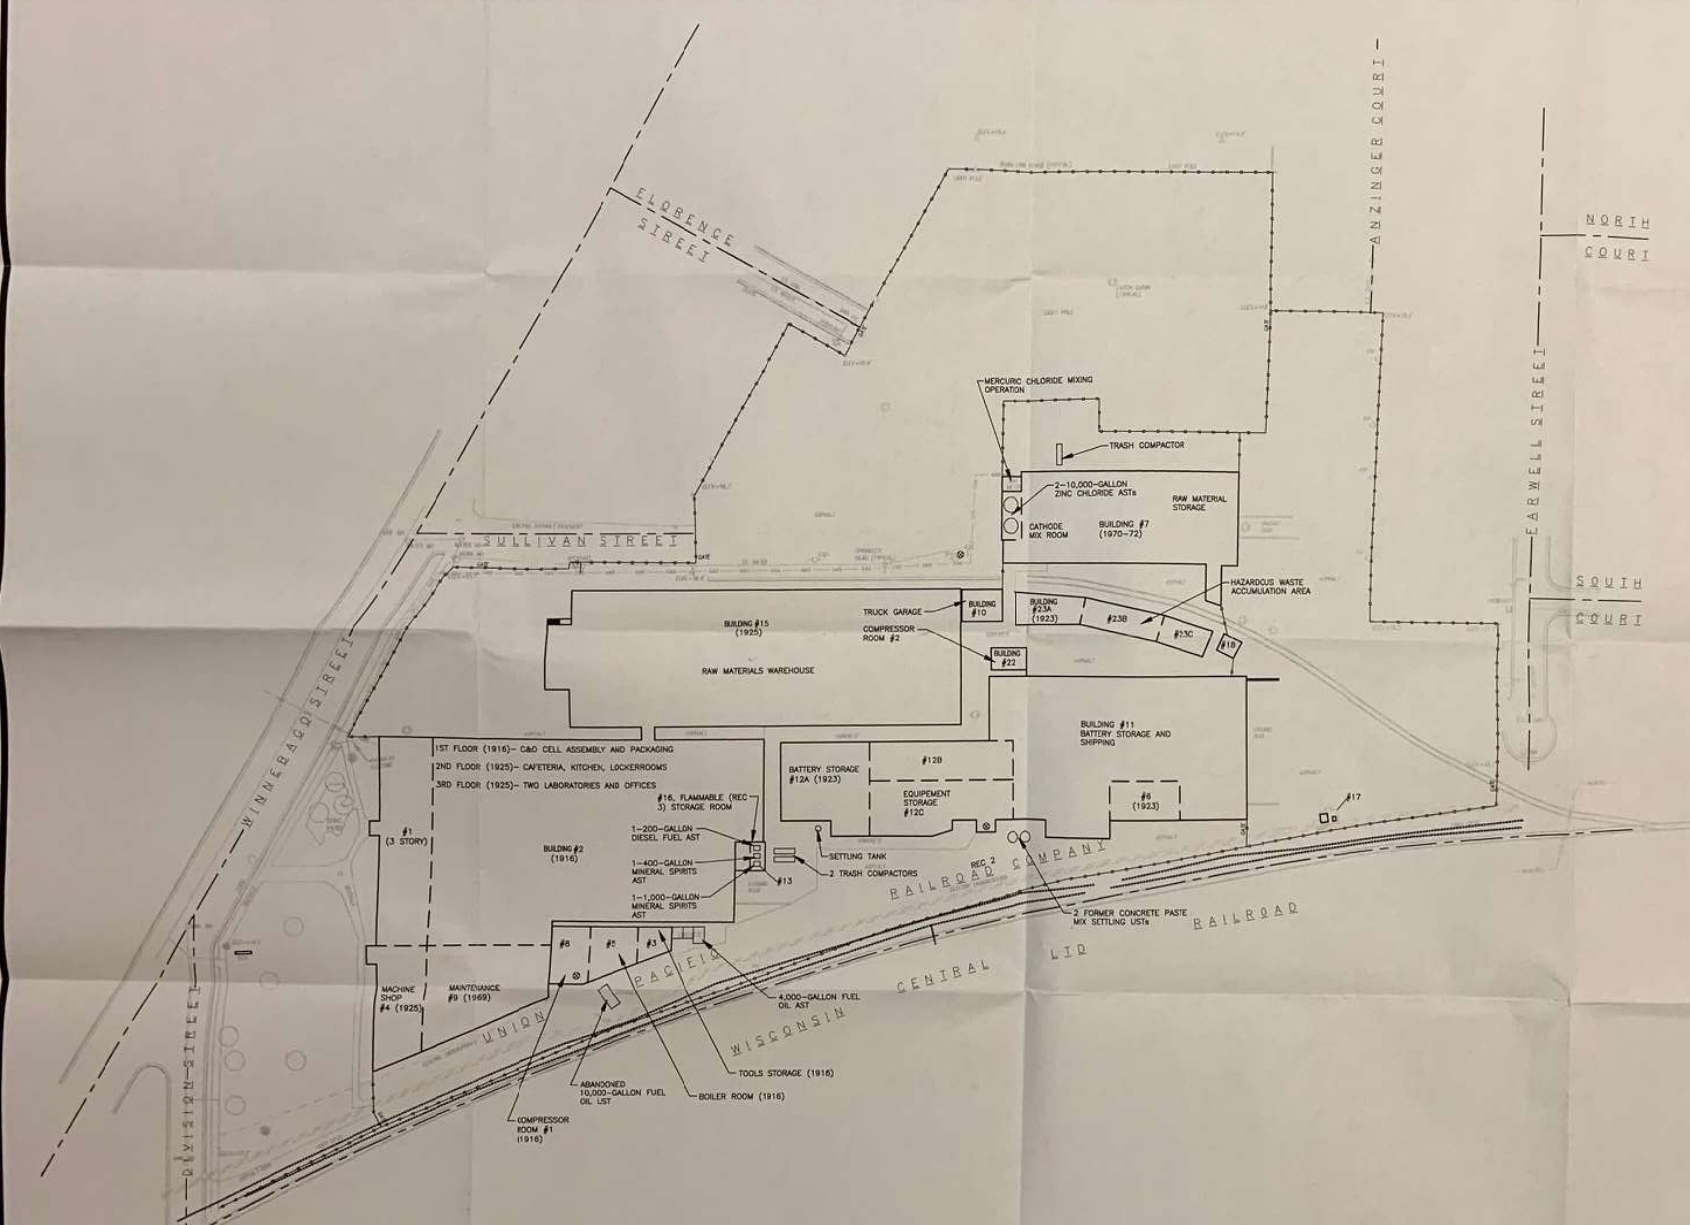 ANZINGER COURT
FLORENCE
STREET
NORTH
COURT
FARWELL STREET
MERCURIC CHLORIDE MIXING
OPERATION
TRASH COMPACTOR
2-10,000-GALLON
ZINC CHLORIDE ASTs
RAW MATERIAL
STORAGE
CATHODE
MIX ROOM
BUILDING #7
(1970-72)
SULLIVAN STREET
GATE
SOUTH
COURT
HAZARDOUS WASTE
ACCUMULATION AREA
TRUCK GARAGE
BUILDING
#10
BUILDING
#23A
(1923)
#23B
#23C
#18
BUILDING #15
(1925)
COMPRESSOR
ROOM #2
BUILDING
#22
RAW MATERIALS WAREHOUSE
WINNEBAGO STREET
BUILDING #11
BATTERY STORAGE AND
SHIPPING
1ST FLOOR (1916)- C&D CELL ASSEMBLY AND PACKAGING
2ND FLOOR (1925)- CAFETERIA, KITCHEN, LOCKERROOMS
3RD FLOOR (1925)- TWO LABORATORIES AND OFFICES
BATTERY STORAGE
#12A (1923)
#12B
EQUIPEMENT
STORAGE
#12C
#6
(1923)
#17
#16, FLAMMABLE (REC
3) STORAGE ROOM
#1
(3 STORY)
1-200-GALLON
DIESEL FUEL AST
BUILDING #2
(1916)
1-400-GALLON
MINERAL SPIRITS
AST
1-1,000-GALLON
MINERAL SPIRITS
AST
#13
SETTLING TANK
2 TRASH COMPACTORS
REC 2
2 FORMER CONCRETE PASTE
MIX SETTLING USTs
UNION PACIFIC RAILROAD COMPANY
WISCONSIN CENTRAL LTD RAILROAD
#8
#5
#3
MACHINE
SHOP
#4 (1925)
MAINTENANCE
#9 (1969)
4,000-GALLON FUEL
OIL AST
TOOLS STORAGE (1916)
BOILER ROOM (1916)
ABANDONED
10,000-GALLON FUEL
OIL UST
COMPRESSOR
ROOM #1
(1916)
DIVISION STREET